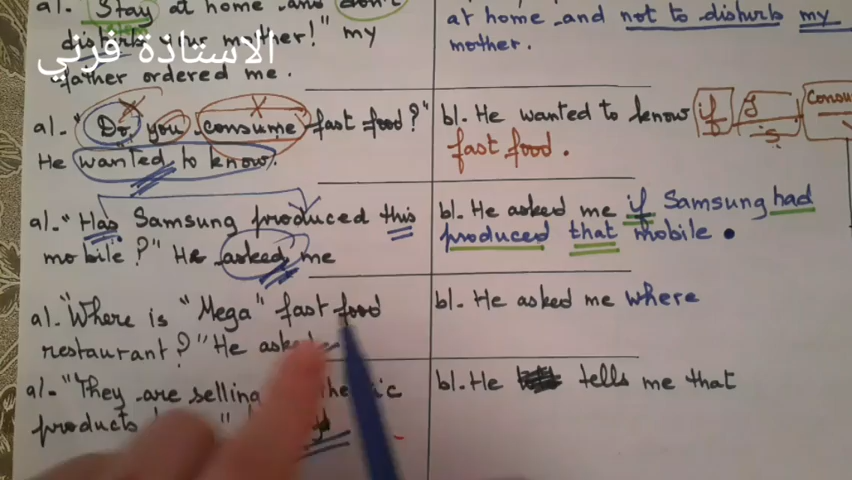 a1. "Stay at home and don't
disturb your mother!" my
father ordered me.
at home and not to disturb my
mother.
الاستاذة فرني
a1. "Do you consume fast food?"
He wanted to know.
b1. He wanted to know if I consumed
fast food.
a1. "Has Samsung produced this
mobile?" He asked me
b1. He asked me if Samsung had
produced that mobile.
a1. "Where is "Mega" fast food
restaurant?" He asked
b1. He asked me where
a1. "They are selling
products
b1. He tells me that